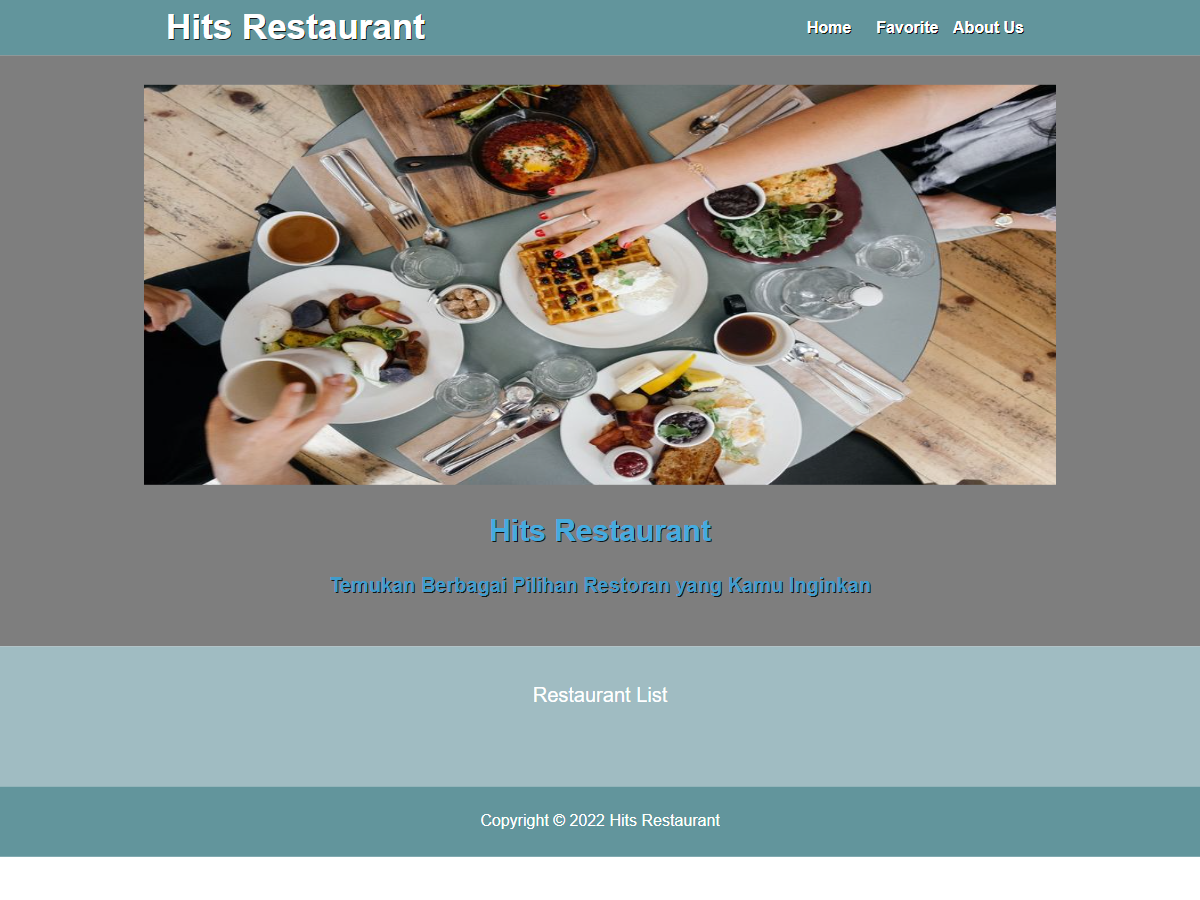 Hits Restaurant
Home Favorite About Us
Hits Restaurant
Temukan Berbagai Pilihan Restoran yang Kamu Inginkan
Restaurant List
Copyright © 2022 Hits Restaurant